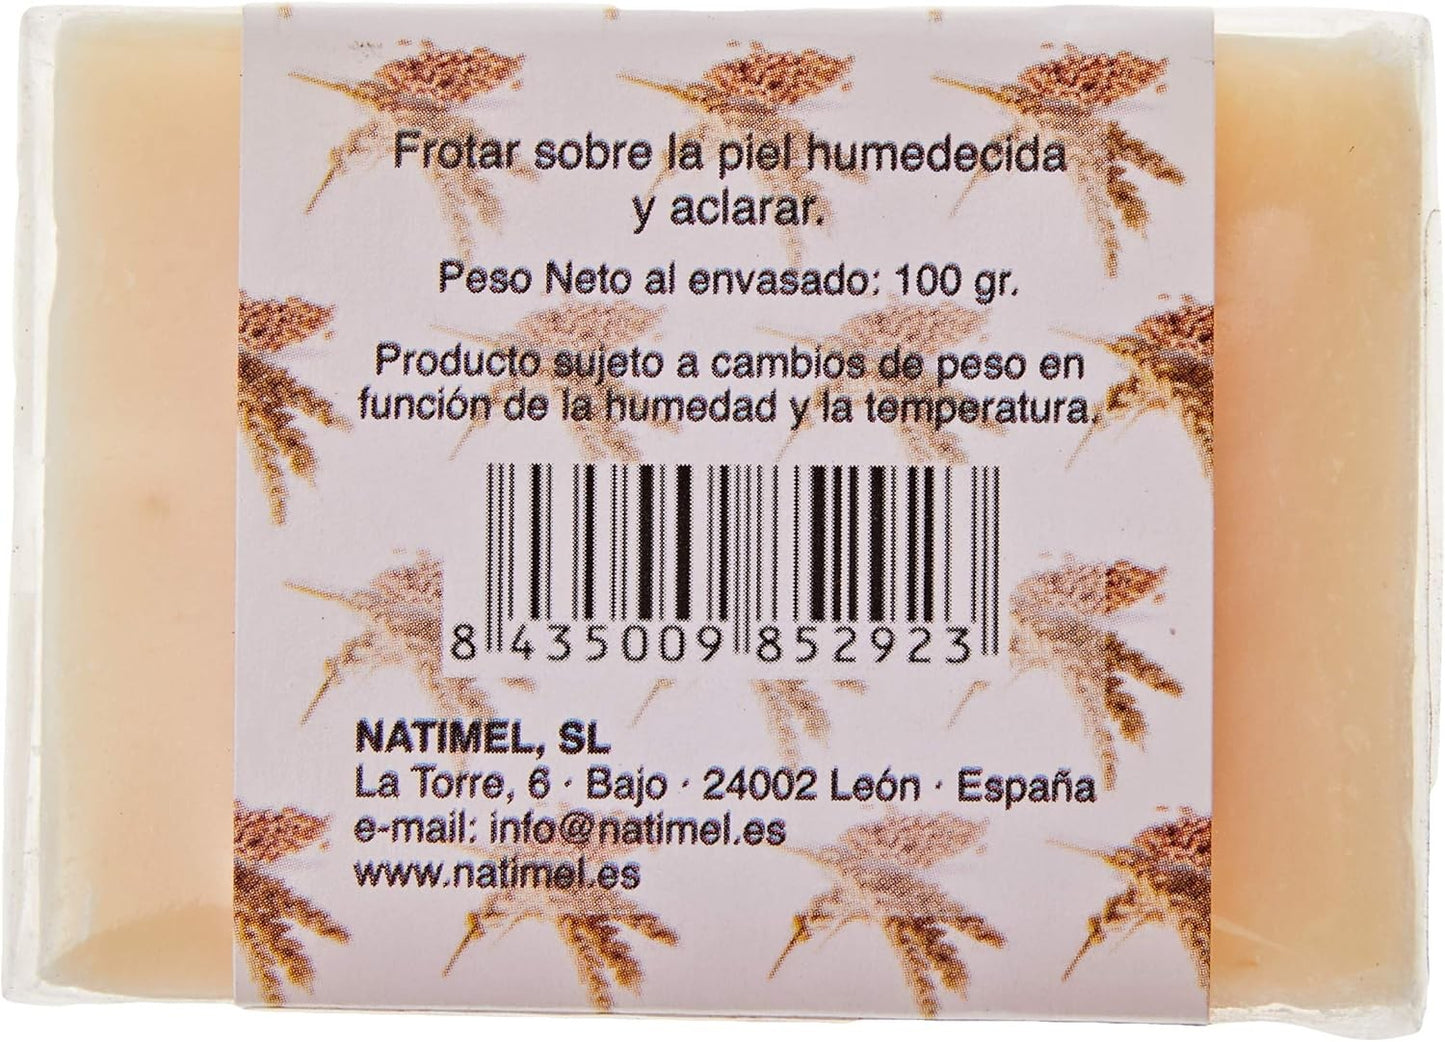 Frotar sobre la piel humedecida
y aclarar.
Peso Neto al envasado: 100 gr.
Producto sujeto a cambios de peso en
función de la humedad y la temperatura.
8 435009 852923
NATIMEL, SL
La Torre, 6 · Bajo · 24002 León · España
e-mail: info@natimel.es
www.natimel.es